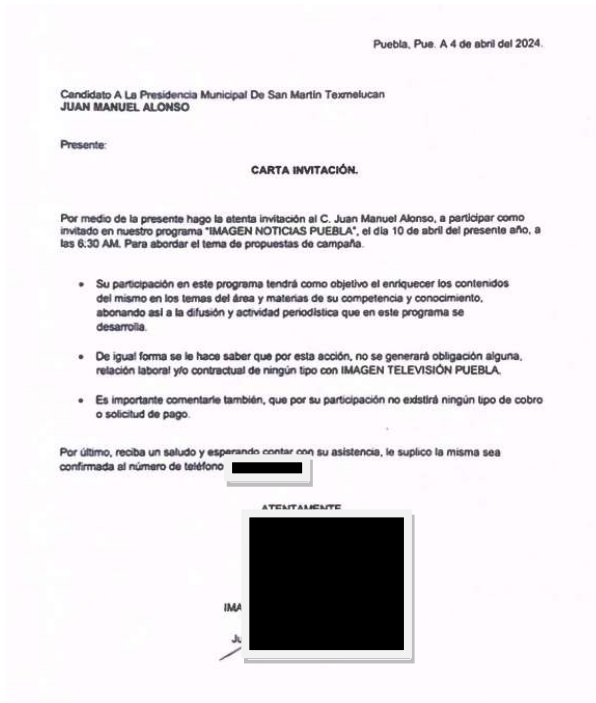 Puebla, Pue. A 4 de abril del 2024.
Candidato A La Presidencia Municipal De San Martín Texmelucan
JUAN MANUEL ALONSO
Presente:
CARTA INVITACIÓN.
Por medio de la presente hago la atenta invitación al C. Juan Manuel Alonso, a participar como
invitado en nuestro programa "IMAGEN NOTICIAS PUEBLA", el día 10 de abril del presente año, a
las 6:30 AM. Para abordar el tema de propuestas de campaña.
• Su participación en este programa tendrá como objetivo el enriquecer los contenidos
del mismo en los temas del área y materias de su competencia y conocimiento,
abonando así a la difusión y actividad periodística que en este programa se
desarrolla.
• De igual forma se le hace saber que por esta acción, no se generará obligación alguna,
relación laboral y/o contractual de ningún tipo con IMAGEN TELEVISIÓN PUEBLA.
• Es importante comentarle también, que por su participación no existirá ningún tipo de cobro
o solicitud de pago.
Por último, reciba un saludo y esperando contar con su asistencia, le suplico la misma sea
confirmada al número de teléfono
ATENTAMENTE
IMA